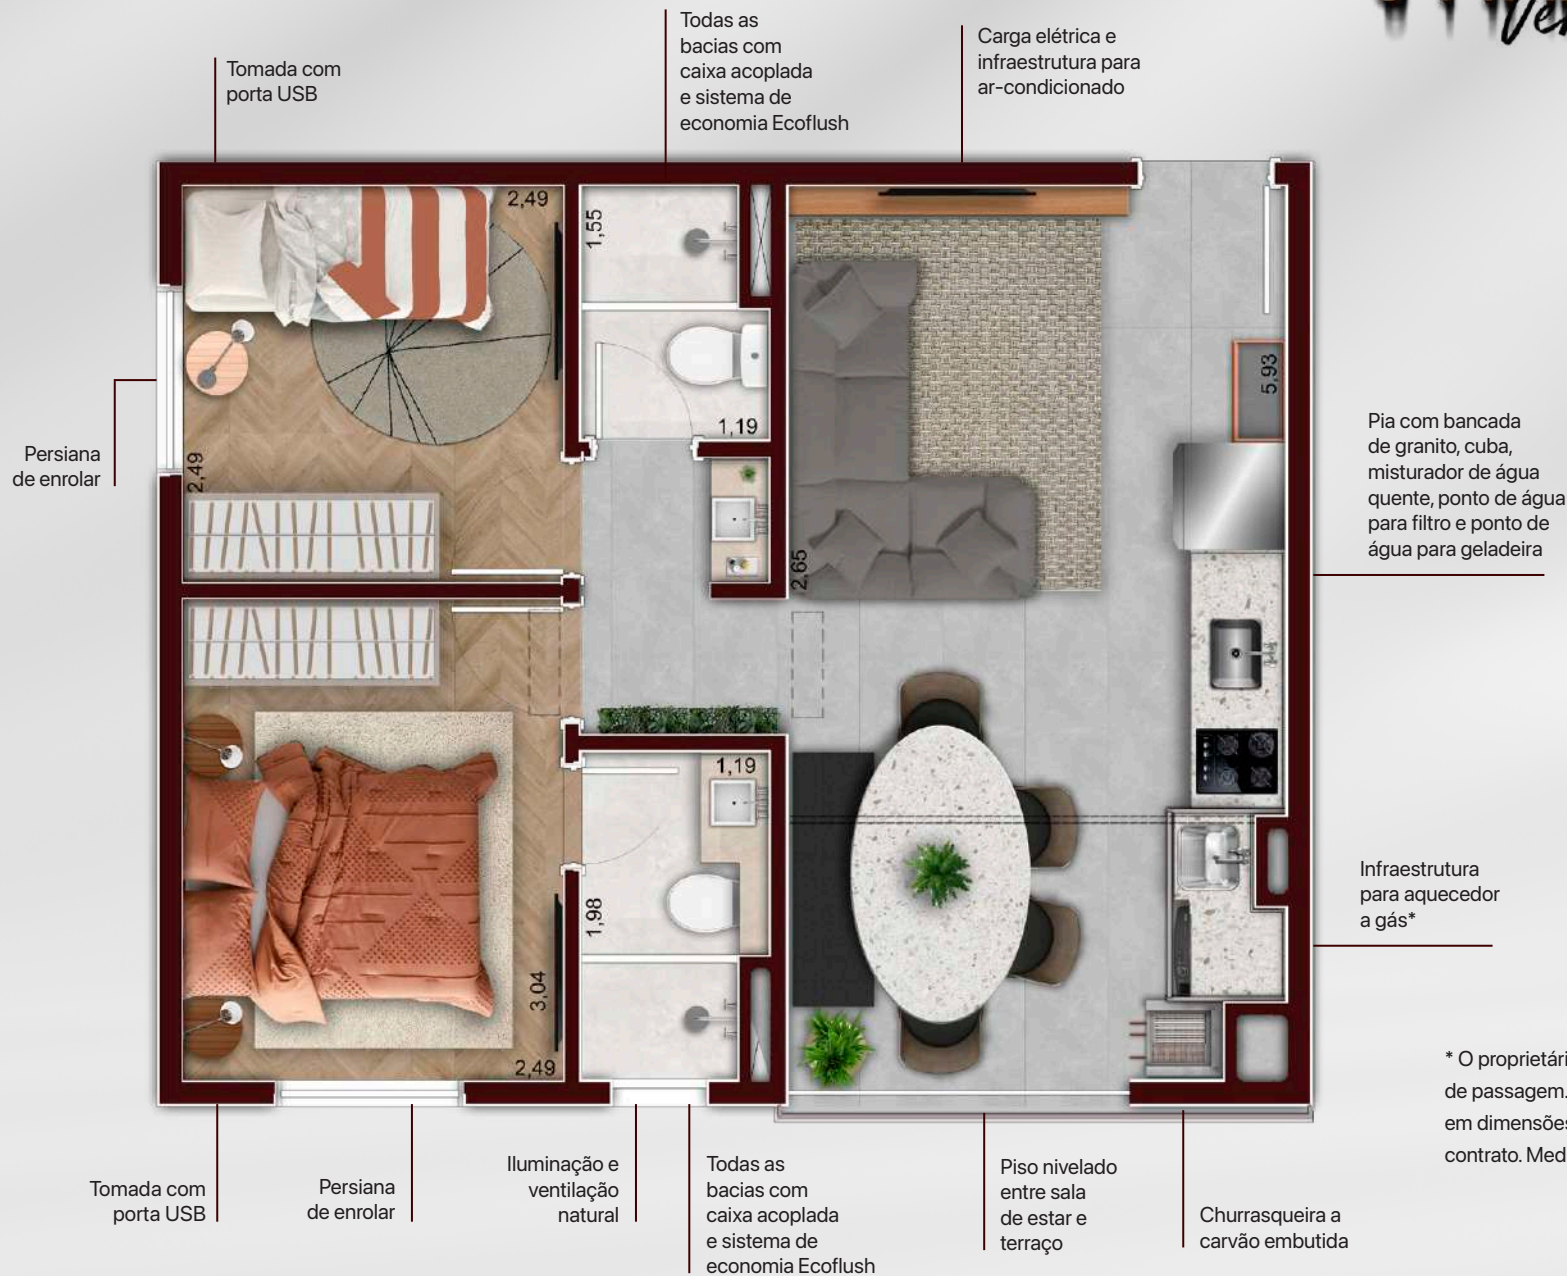 Tomada com
porta USB
Todas as
bacias com
caixa acoplada
e sistema de
economia Ecoflush
Carga elétrica e
infraestrutura para
ar-condicionado
2,49
1,55
1,19
5,93
2,49
2,65
Persiana
de enrolar
Pia com bancada
de granito, cuba,
misturador de água
quente, ponto de água
para filtro e ponto de
água para geladeira
1,19
1,98
3,04
2,49
Infraestrutura
para aquecedor
a gás*
de passagem.
em dimensões
Tomada com
porta USB
Persiana
de enrolar
Iluminação e
ventilação
natural
Todas as
bacias com
caixa acoplada
e sistema de
economia Ecoflush
Piso nivelado
entre sala
de estar e
terraço
Churrasqueira a
carvão embutida
* O
contrato.